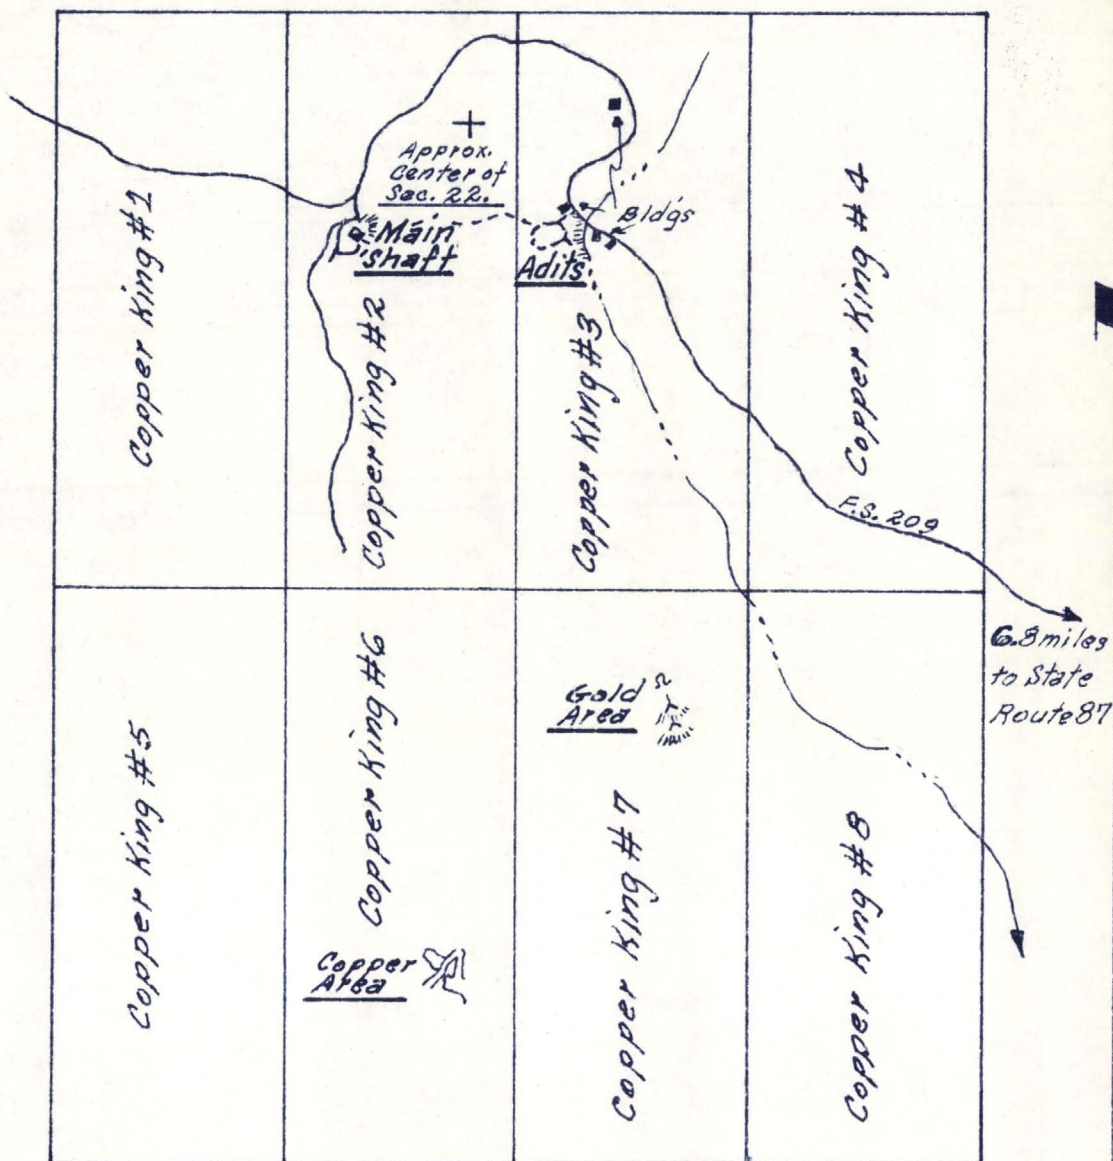 Approx.
Center of
Sec. 22.
Main
shaft
Bldgs
Adits
Copper King #1
Copper King #2
Copper King #3
Copper King #4
F.S. 209
6.8 miles
to State
Route 87
Copper King #5
Copper King #6
Gold
Area
Copper King #7
Copper King #8
Copper
Area